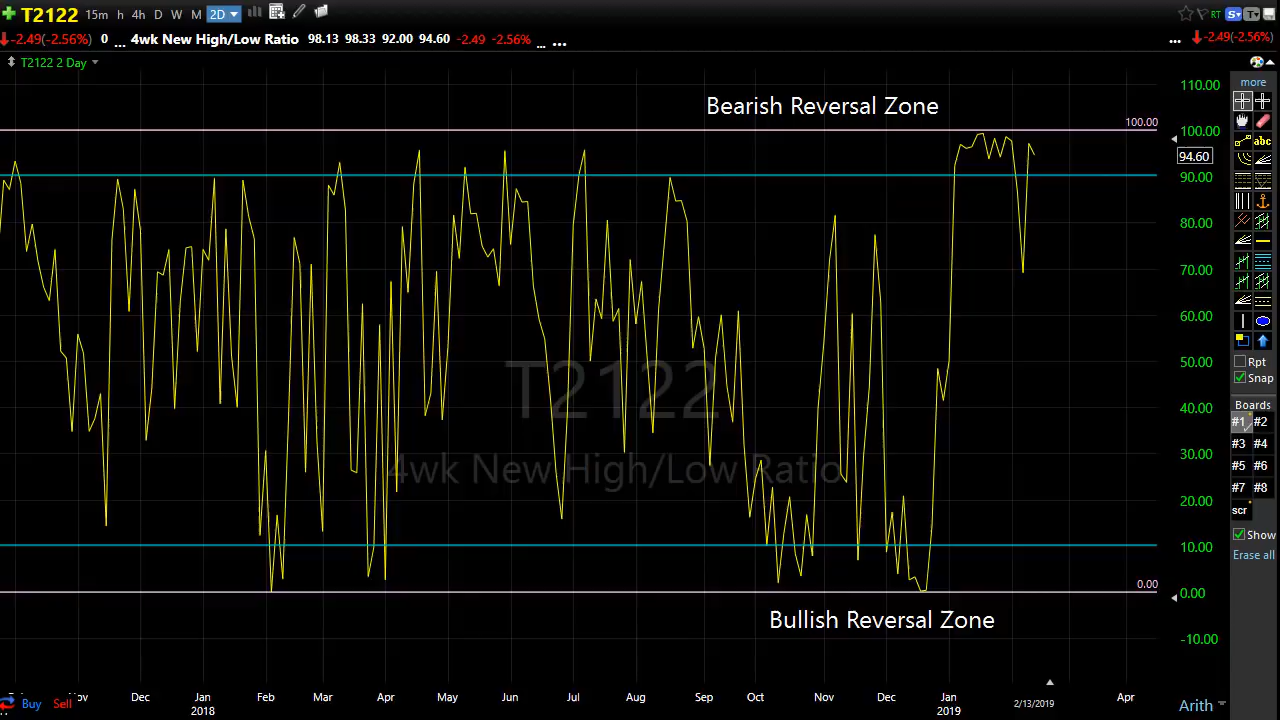 T2122 15m h 4h D W M 2D RT S T
-2.49(-2.56%) 0 ... 4wk New High/Low Ratio 98.13 98.33 92.00 94.60 -2.49 -2.56% ... ... ... -2.49(-2.56%)
T2122 2 Day
more
Bearish Reversal Zone
110.00
100.00
100.00
94.60
90.00
80.00
70.00
60.00
50.00
40.00
30.00
20.00
10.00
0.00
0.00
-10.00
T2122
4wk New High/Low Ratio
Bullish Reversal Zone
abc
Rpt
Snap
Boards
#1 #2
#3 #4
#5 #6
#7 #8
scr
Show
Erase all
Dec Jan Feb Mar Apr May Jun Jul Aug Sep Oct Nov Dec Jan Apr
2018 2019 2/13/2019
Buy Sell
Arith